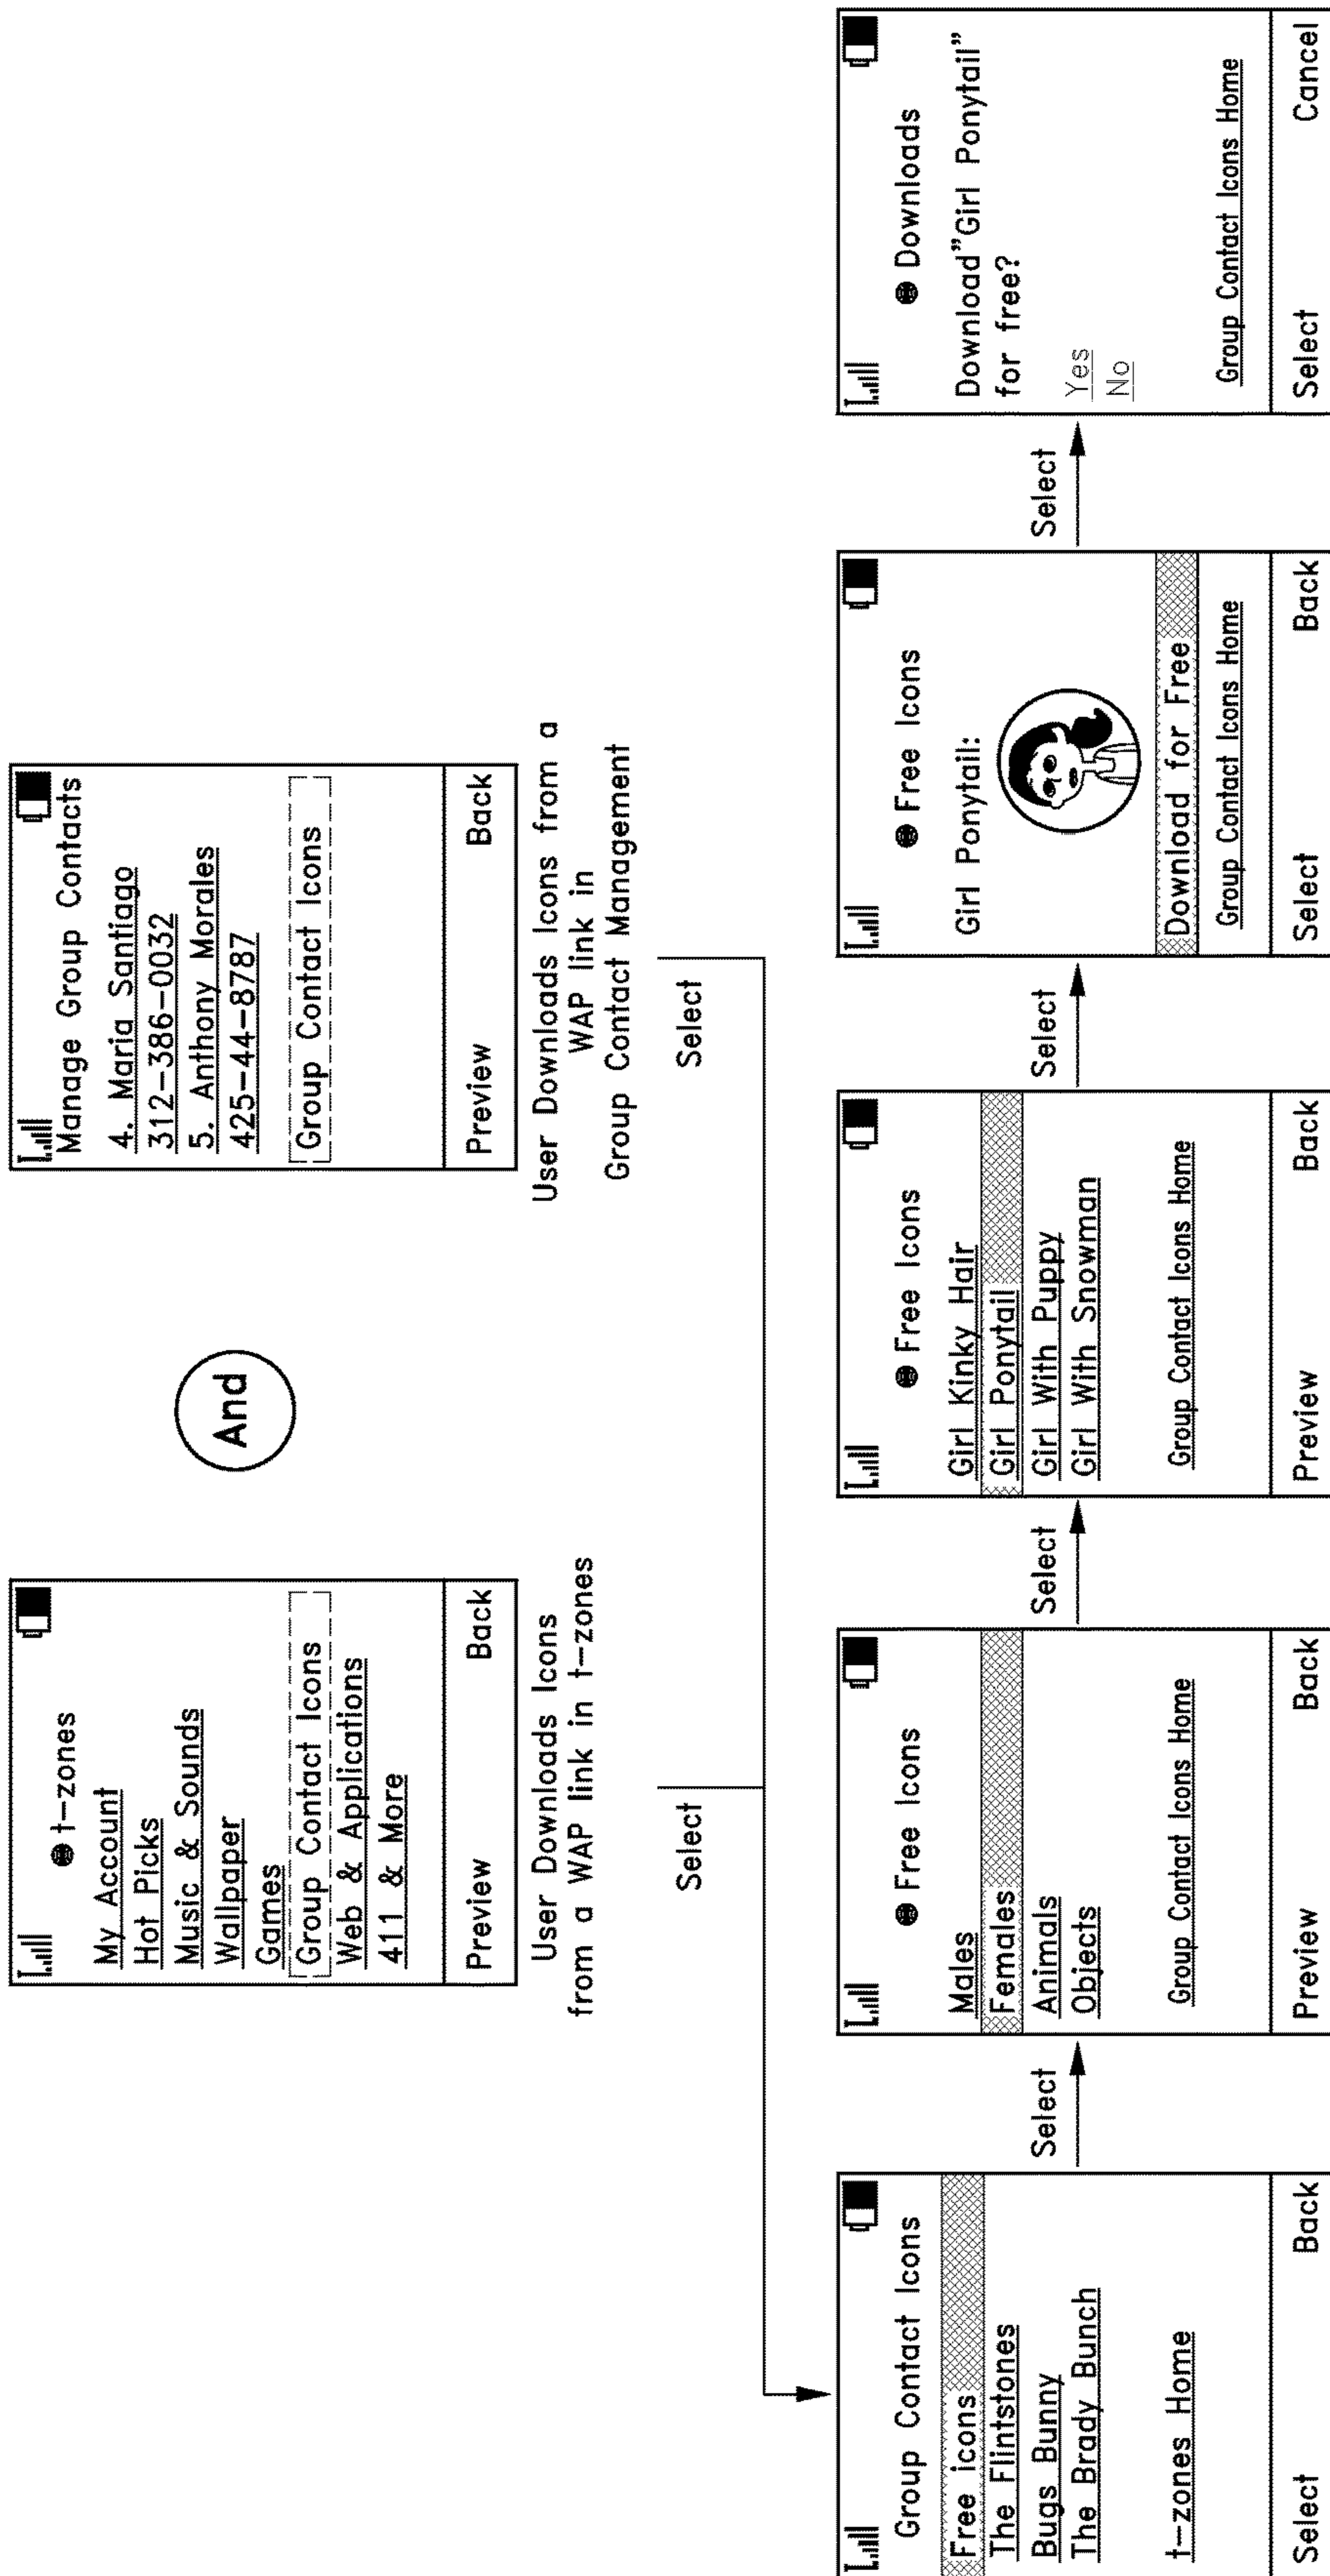 t-zones
My Account
Hot Picks
Music & Sounds
Wallpaper
Games
Group Contact Icons
Web & Applications
411 & More
Preview Back
User Downloads Icons
from a WAP link in t-zones
And
Manage Group Contacts
4. Maria Santiago
312-386-0032
5. Anthony Morales
425-44-8787
Group Contact Icons
Preview Back
User Downloads Icons from a
WAP link in
Group Contact Management
Select
Select
Group Contact Icons
Free icons
The Flintstones
Bugs Bunny
The Brady Bunch
t-zones Home
Select Back
Select
Free Icons
Males
Females
Animals
Objects
Group Contact Icons Home
Preview Back
Select
Free Icons
Girl Kinky Hair
Girl Ponytail
Girl With Puppy
Girl With Snowman
Group Contact Icons Home
Preview Back
Select
Free Icons
Girl Ponytail:
Download for Free
Group Contact Icons Home
Select Back
Select
Downloads
Download"Girl Ponytail"
for free?
Yes
No
Group Contact Icons Home
Select Cancel